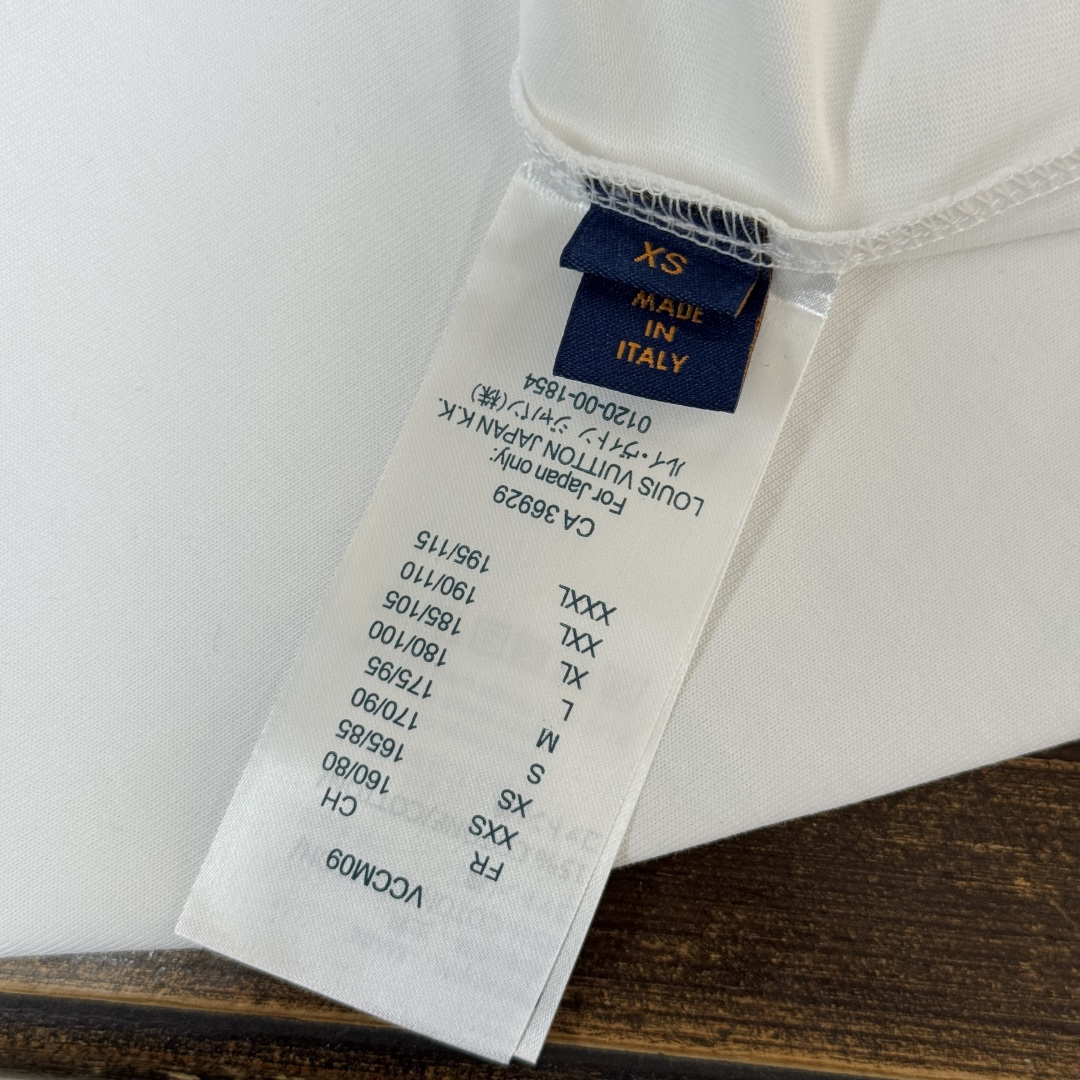 XS
MADE
IN
ITALY
VCCM09
FR CH
XXS 160/80
XS 165/85
S 170/90
M 175/95
L 180/100
XL 185/105
XXL 190/110
XXXL 195/115
CA 36929
For Japan only:
LOUIS VUITTON JAPAN K.K.
ルイ・ヴィトン ジャパン(株)
0120-00-1854